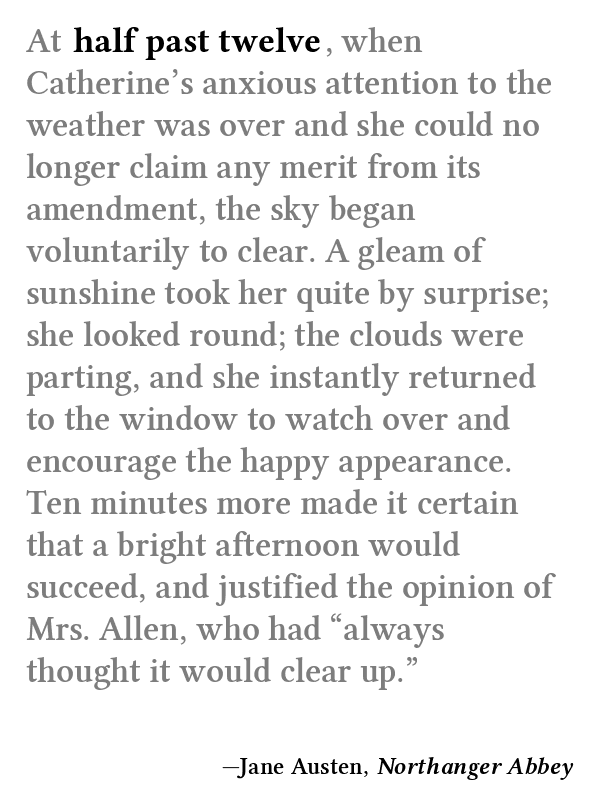 At half past twelve, when
Catherine’s anxious attention to the
weather was over and she could no
longer claim any merit from its
amendment, the sky began
voluntarily to clear. A gleam of
sunshine took her quite by surprise;
she looked round; the clouds were
parting, and she instantly returned
to the window to watch over and
encourage the happy appearance.
Ten minutes more made it certain
that a bright afternoon would
succeed, and justified the opinion of
Mrs. Allen, who had “always
thought it would clear up.”
—Jane Austen, Northanger Abbey